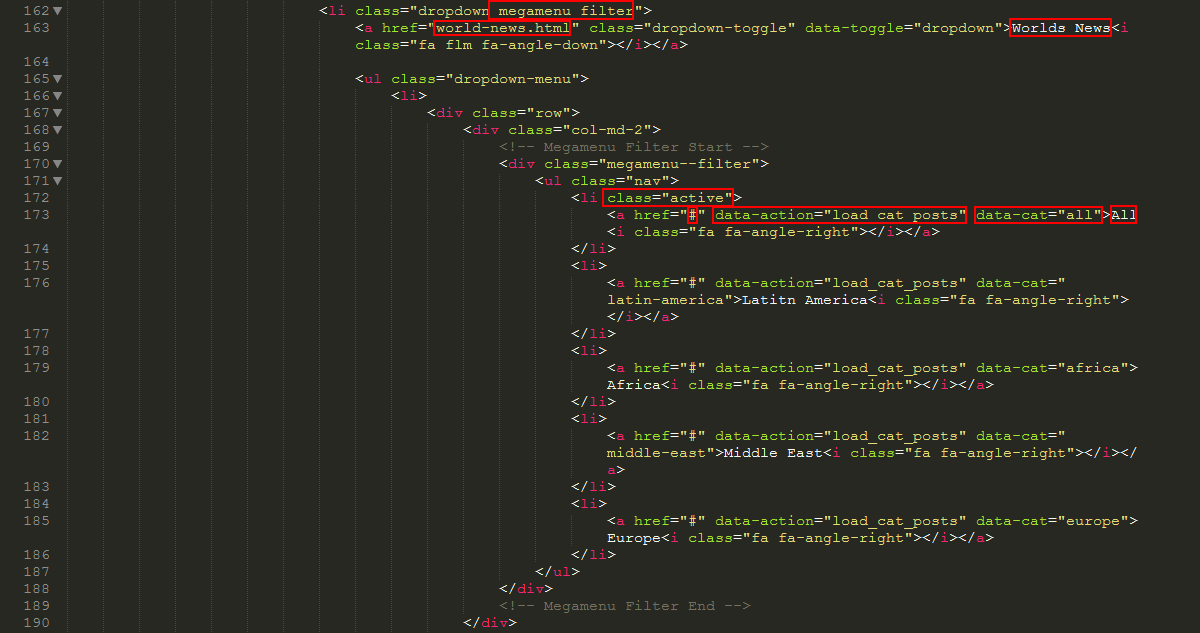 162 <li class="dropdown megamenu filter">
163 <a href="world-news.html" class="dropdown-toggle" data-toggle="dropdown">Worlds News<i
class="fa flm fa-angle-down"></i></a>
164
165 <ul class="dropdown-menu">
166 <li>
167 <div class="row">
168 <div class="col-md-2">
169 <!-- Megamenu Filter Start -->
170 <div class="megamenu--filter">
171 <ul class="nav">
172 <li class="active">
173 <a href="#" data-action="load_cat_posts" data-cat="all">All
<i class="fa fa-angle-right"></i></a>
174 </li>
175 <li>
176 <a href="#" data-action="load_cat_posts" data-cat="
latin-america">Latitn America<i class="fa fa-angle-right">
</i></a>
177 </li>
178 <li>
179 <a href="#" data-action="load_cat_posts" data-cat="africa">
Africa<i class="fa fa-angle-right"></i></a>
180 </li>
181 <li>
182 <a href="#" data-action="load_cat_posts" data-cat="
middle-east">Middle East<i class="fa fa-angle-right"></i></
a>
183 </li>
184 <li>
185 <a href="#" data-action="load_cat_posts" data-cat="europe">
Europe<i class="fa fa-angle-right"></i></a>
186 </li>
187 </ul>
188 </div>
189 <!-- Megamenu Filter End -->
190 </div>